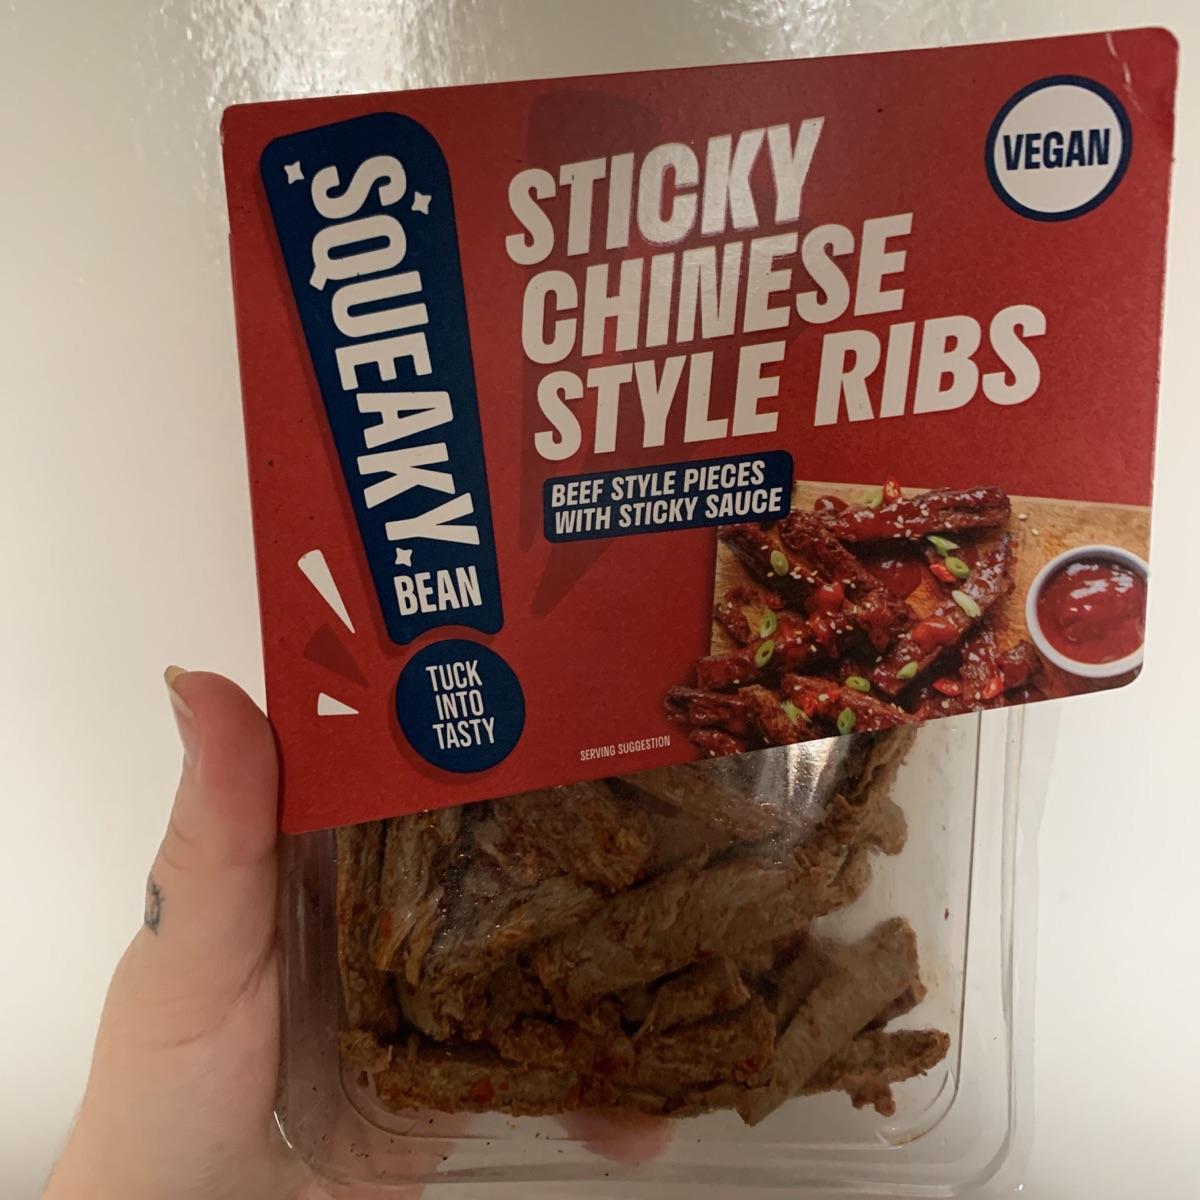 SQUEAKY
BEAN
TUCK
INTO
TASTY
STICKY
CHINESE
STYLE RIBS
BEEF STYLE PIECES
WITH STICKY SAUCE
VEGAN
SERVING SUGGESTION